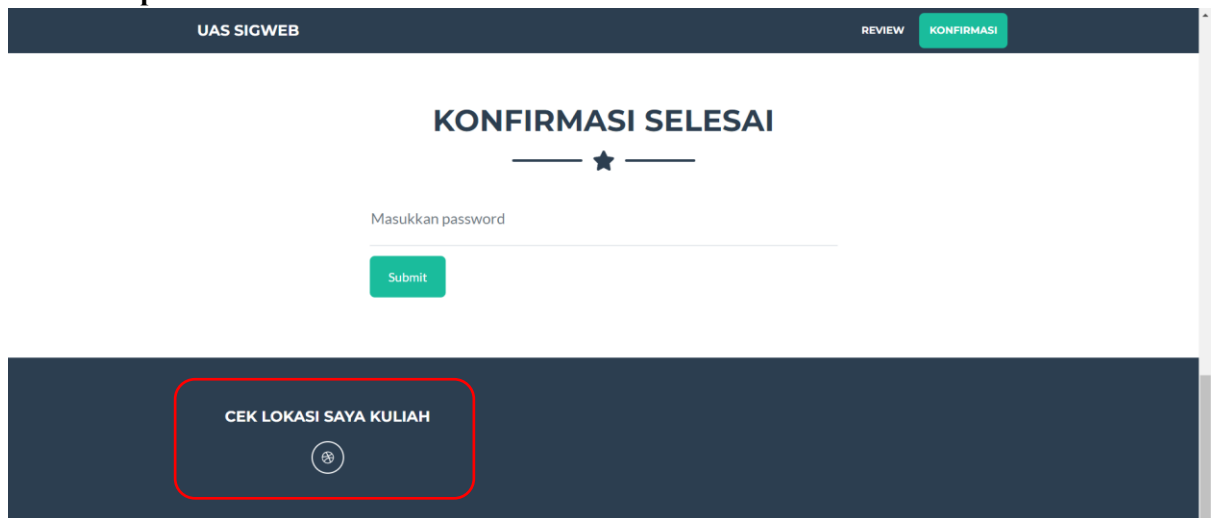 UAS SIGWEB
REVIEW
KONFIRMASI
KONFIRMASI SELESAI
Masukkan password
Submit
CEK LOKASI SAYA KULIAH